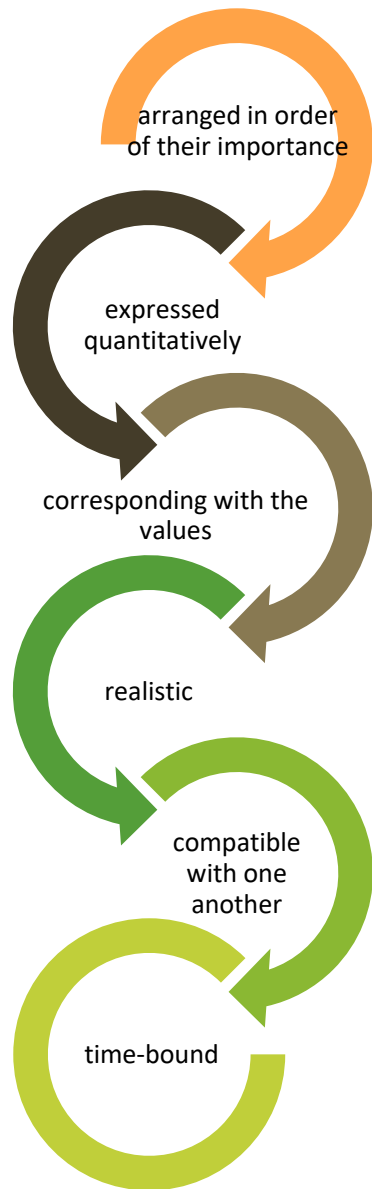 arranged in order
of their importance
expressed
quantitatively
corresponding with the
values
realistic
compatible
with one
another
time-bound